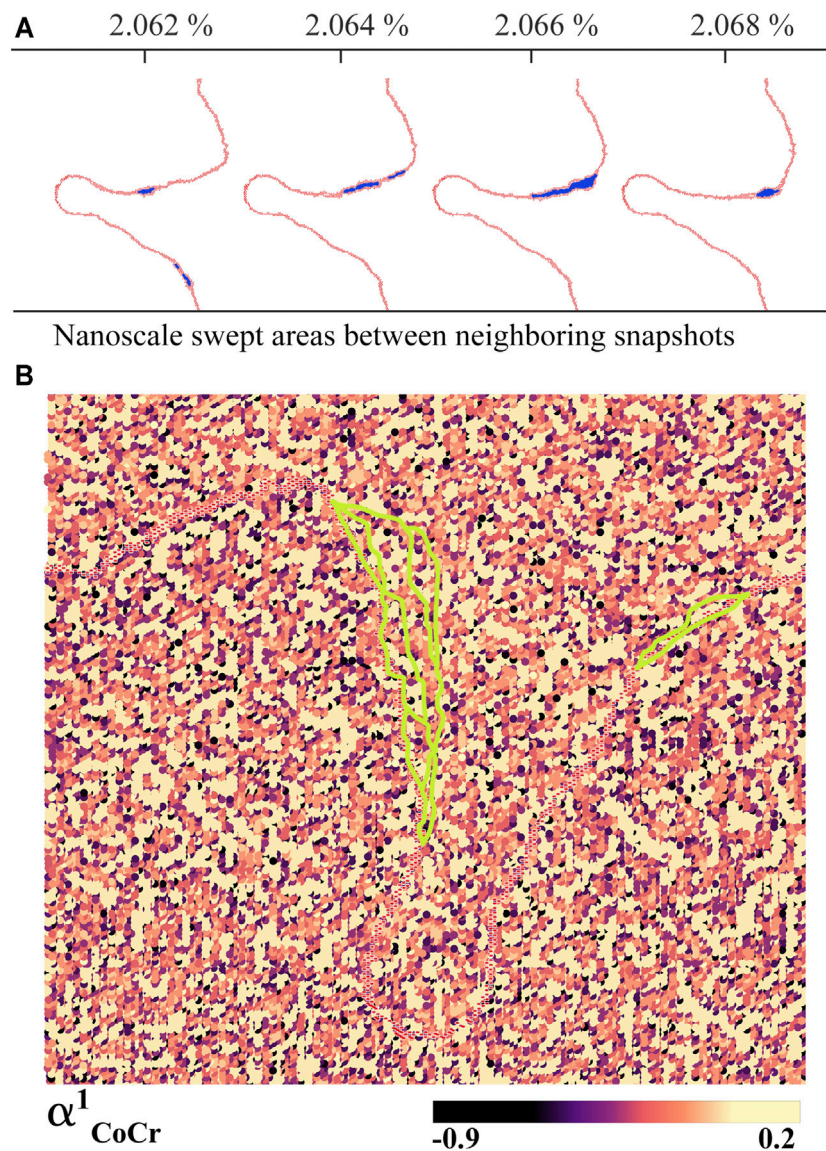 A
2.062 % 2.064 % 2.066 % 2.068 %
Nanoscale swept areas between neighboring snapshots
B
α¹CoCr
-0.9 0.2